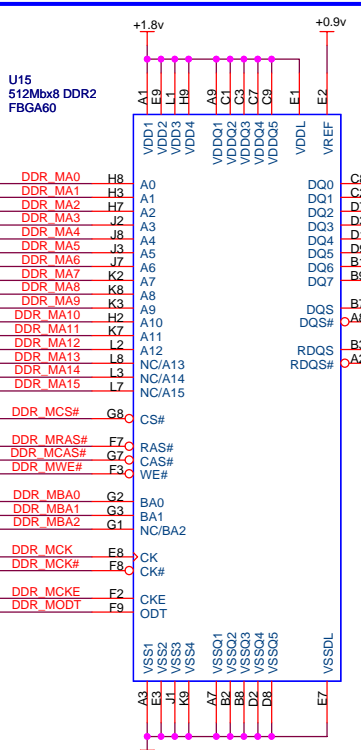 +1.8v
+0.9v
U15
512Mbx8 DDR2
FBGA60
A1 E9 L1 H9 A9 C1 C3 C7 C9 E1 E2
VDD1 VDD2 VDD3 VDD4 VDDQ1 VDDQ2 VDDQ3 VDDQ4 VDDQ5 VDDL VREF
DDR_MA0 H8 A0 DQ0
DDR_MA1 H3 A1 DQ1
DDR_MA2 H7 A2 DQ2
DDR_MA3 J2 A3 DQ3
DDR_MA4 J8 A4 DQ4
DDR_MA5 J3 A5 DQ5
DDR_MA6 J7 A6 DQ6
DDR_MA7 K2 A7 DQ7
DDR_MA8 K8 A8
DDR_MA9 K3 A9 DQS
DDR_MA10 H2 A10 DQS#
DDR_MA11 K7 A11
DDR_MA12 L2 A12 RDQS
DDR_MA13 L8 NC/A13 RDQS#
DDR_MA14 L3 NC/A14
DDR_MA15 L7 NC/A15
DDR_MCS# G8 CS#
DDR_MRAS# F7 RAS#
DDR_MCAS# G7 CAS#
DDR_MWE# F3 WE#
DDR_MBA0 G2 BA0
DDR_MBA1 G3 BA1
DDR_MBA2 G1 NC/BA2
DDR_MCK E8 CK
DDR_MCK# F8 CK#
DDR_MCKE F2 CKE
DDR_MODT F9 ODT
VSS1 VSS2 VSS3 VSS4 VSSQ1 VSSQ2 VSSQ3 VSSQ4 VSSQ5 VSSDL
A3 E3 J1 K9 A7 B2 B8 D2 D8 E7